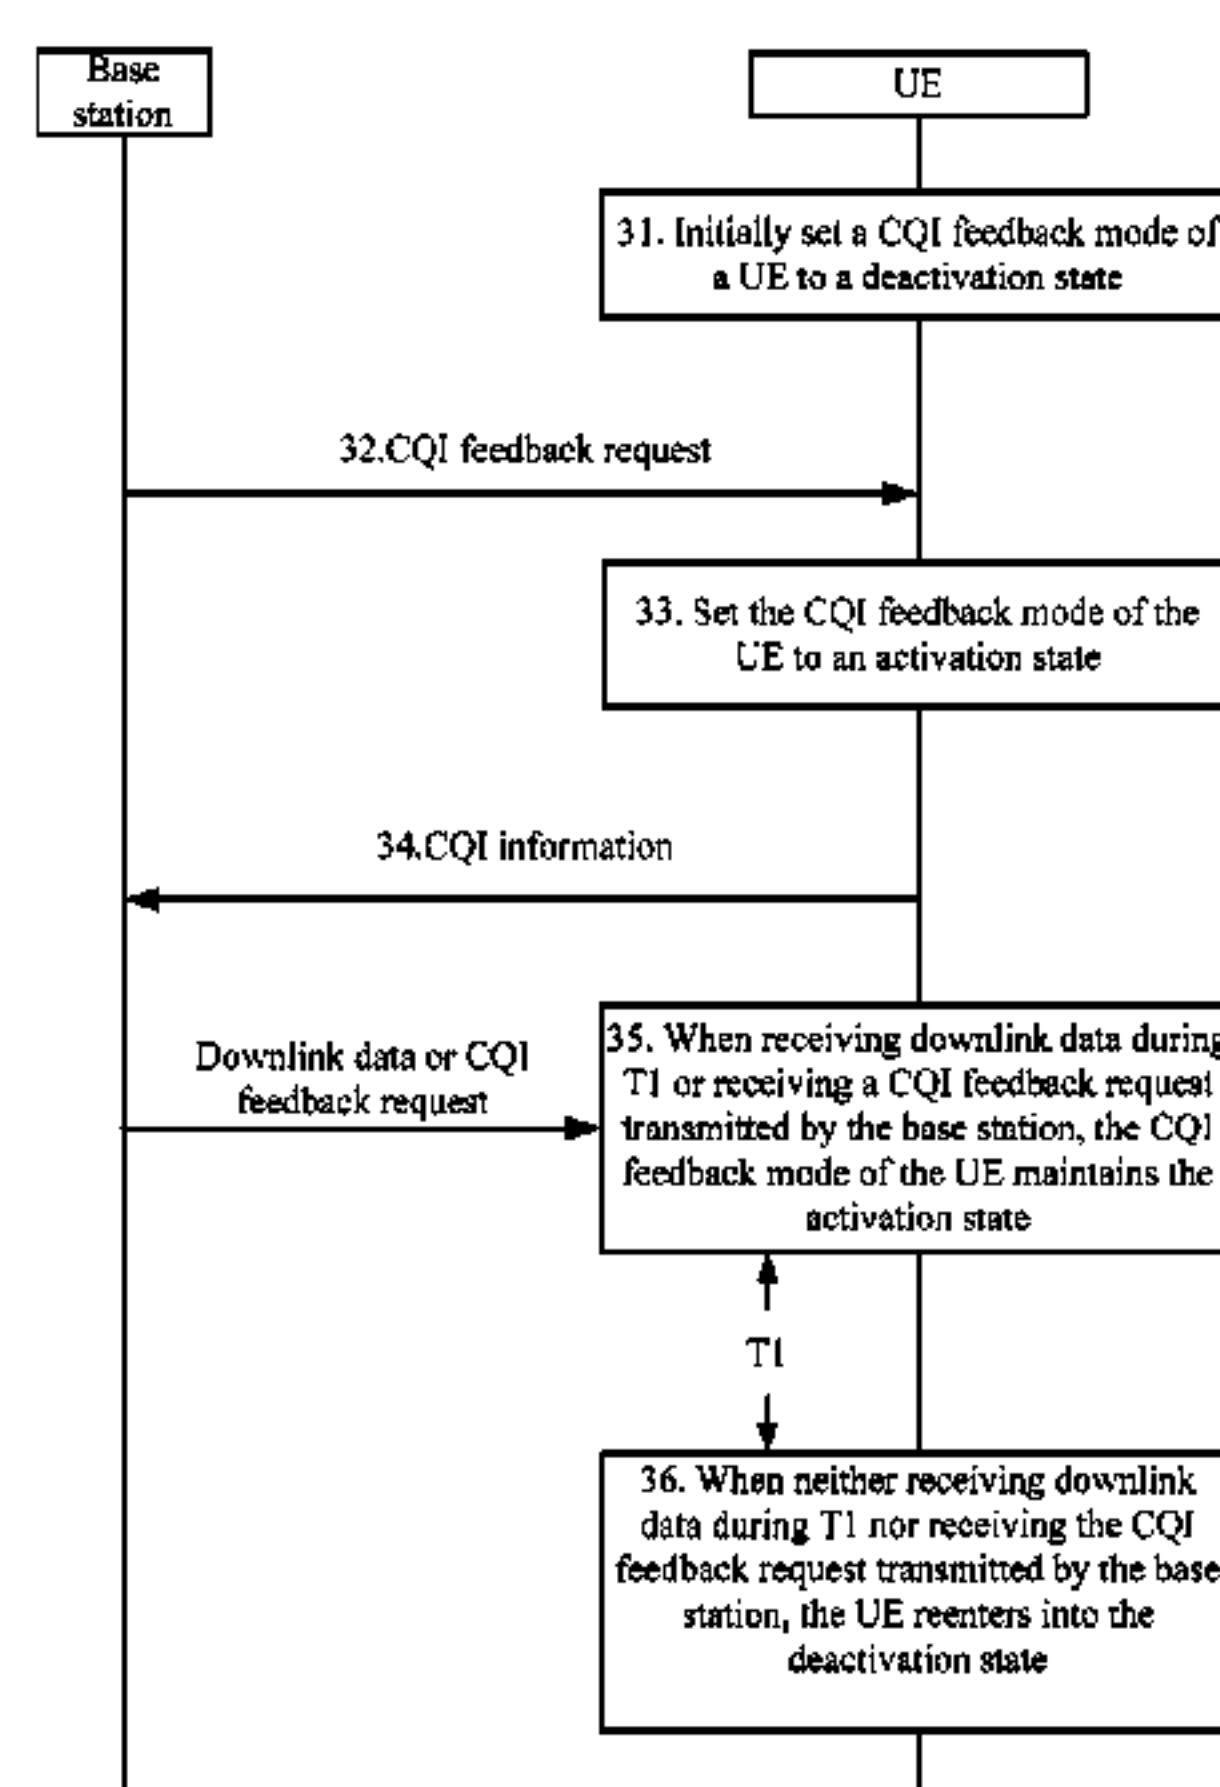 Base
station
UE
31. Initially set a CQI feedback mode of
a UE to a deactivation state
32.CQI feedback request
33. Set the CQI feedback mode of the
UE to an activation state
34.CQI information
Downlink data or CQI
feedback request
35. When receiving downlink data during
T1 or receiving a CQI feedback request
transmitted by the base station, the CQI
feedback mode of the UE maintains the
activation state
T1
36. When neither receiving downlink
data during T1 nor receiving the CQI
feedback request transmitted by the base
station, the UE reenters into the
deactivation state